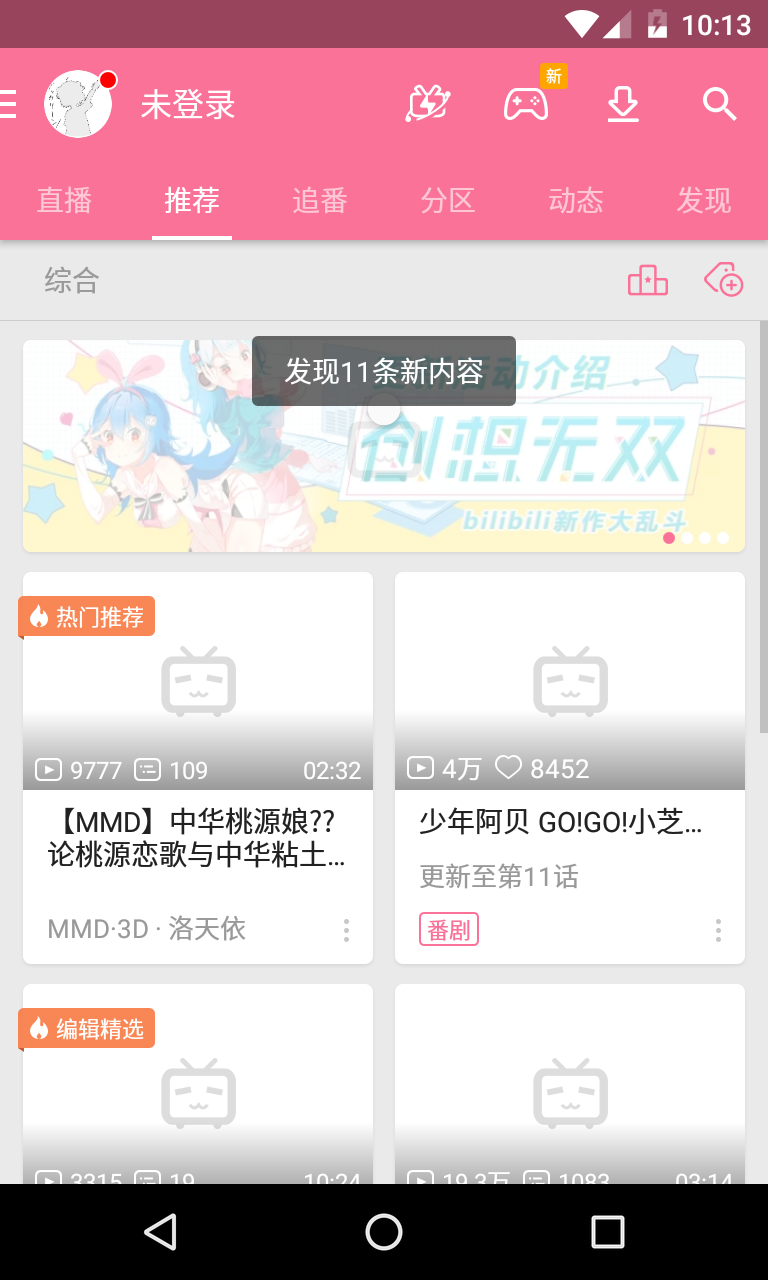 10:13
新
未登录
直播 推荐 追番 分区 动态 发现
综合
发现11条新内容
动介绍
创想无双
bilibili新作大乱斗
热门推荐
9777 109 02:32
4万 8452
【MMD】中华桃源娘??
论桃源恋歌与中华粘土...
MMD·3D · 洛天依
少年阿贝 GO!GO!小芝...
更新至第11话
番剧
编辑精选
3315 19 10:24
19.3万 1083 03:14